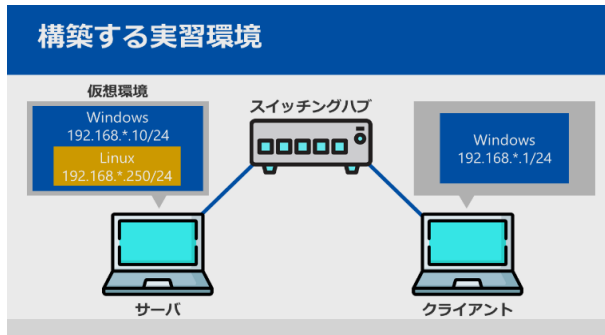 構築する実習環境
仮想環境
Windows
192.168.*.10/24
Linux
192.168.*.250/24
スイッチングハブ
Windows
192.168.*.1/24
サーバ
クライアント